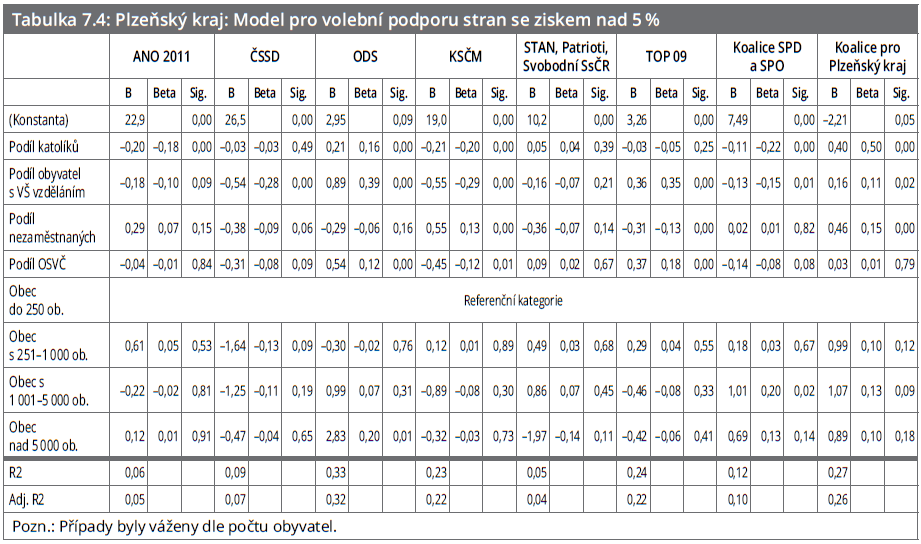 Tabulka 7.4: Plzeňský kraj: Model pro volební podporu stran se ziskem nad 5 %
ANO 2011 ČSSD ODS KSČM STAN, Patrioti, Svobodní SsČR TOP 09 Koalice SPD a SPO Koalice pro Plzeňský kraj
B Beta Sig. B Beta Sig. B Beta Sig. B Beta Sig. B Beta Sig. B Beta Sig. B Beta Sig. B Beta Sig.
(Konstanta) 22,9 0,00 26,5 0,00 2,95 0,09 19,0 0,00 10,2 0,00 3,26 0,00 7,49 0,00 –2,21 0,05
Podíl katolíků –0,20 –0,18 0,00 –0,03 –0,03 0,49 0,21 0,16 0,00 –0,21 –0,20 0,00 0,05 0,04 0,39 –0,03 –0,05 0,25 –0,11 –0,22 0,00 0,40 0,50 0,00
Podíl obyvatel
s VŠ vzděláním –0,18 –0,10 0,09 –0,54 –0,28 0,00 0,89 0,39 0,00 –0,55 –0,29 0,00 –0,16 –0,07 0,21 0,36 0,35 0,00 –0,13 –0,15 0,01 0,16 0,11 0,02
Podíl
nezaměstnaných 0,29 0,07 0,15 –0,38 –0,09 0,06 –0,29 –0,06 0,16 0,55 0,13 0,00 –0,36 –0,07 0,14 –0,31 –0,13 0,00 0,02 0,01 0,82 0,46 0,15 0,00
Podíl OSVČ –0,04 –0,01 0,84 –0,31 –0,08 0,09 0,54 0,12 0,00 –0,45 –0,12 0,01 0,09 0,02 0,67 0,37 0,18 0,00 –0,14 –0,08 0,08 0,03 0,01 0,79
Obec
do 250 ob. Referenční kategorie
Obec
s 251–1 000 ob. 0,61 0,05 0,53 –1,64 –0,13 0,09 –0,30 –0,02 0,76 0,12 0,01 0,89 0,49 0,03 0,68 0,29 0,04 0,55 0,18 0,03 0,67 0,99 0,10 0,12
Obec s
1 001–5 000 ob. –0,22 –0,02 0,81 –1,25 –0,11 0,19 0,99 0,07 0,31 –0,89 –0,08 0,30 0,86 0,07 0,45 –0,46 –0,08 0,33 1,01 0,20 0,02 1,07 0,13 0,09
Obec
nad 5 000 ob. 0,12 0,01 0,91 –0,47 –0,04 0,65 2,83 0,20 0,01 –0,32 –0,03 0,73 –1,97 –0,14 0,11 –0,42 –0,06 0,41 0,69 0,13 0,14 0,89 0,10 0,18
R2 0,06 0,09 0,33 0,23 0,05 0,24 0,12 0,27
Adj. R2 0,05 0,07 0,32 0,22 0,04 0,22 0,10 0,26
Pozn.: Případy byly váženy dle počtu obyvatel.